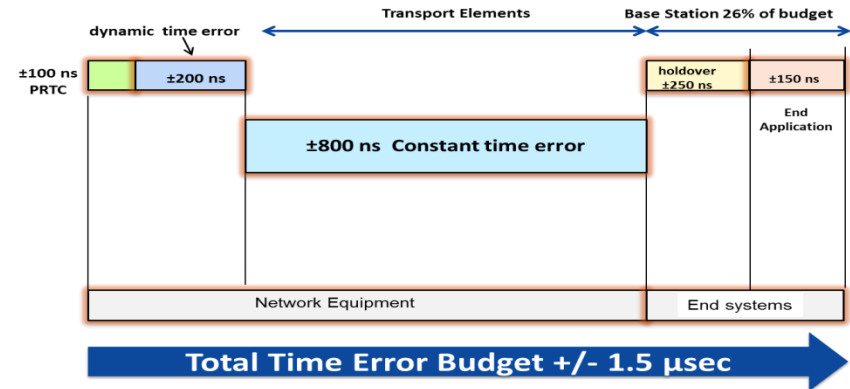 Transport Elements
Base Station 26% of budget
dynamic time error
±100 ns
PRTC
±200 ns
holdover
±250 ns
±150 ns
End
Application
±800 ns Constant time error
Network Equipment
End systems
Total Time Error Budget +/- 1.5 µsec